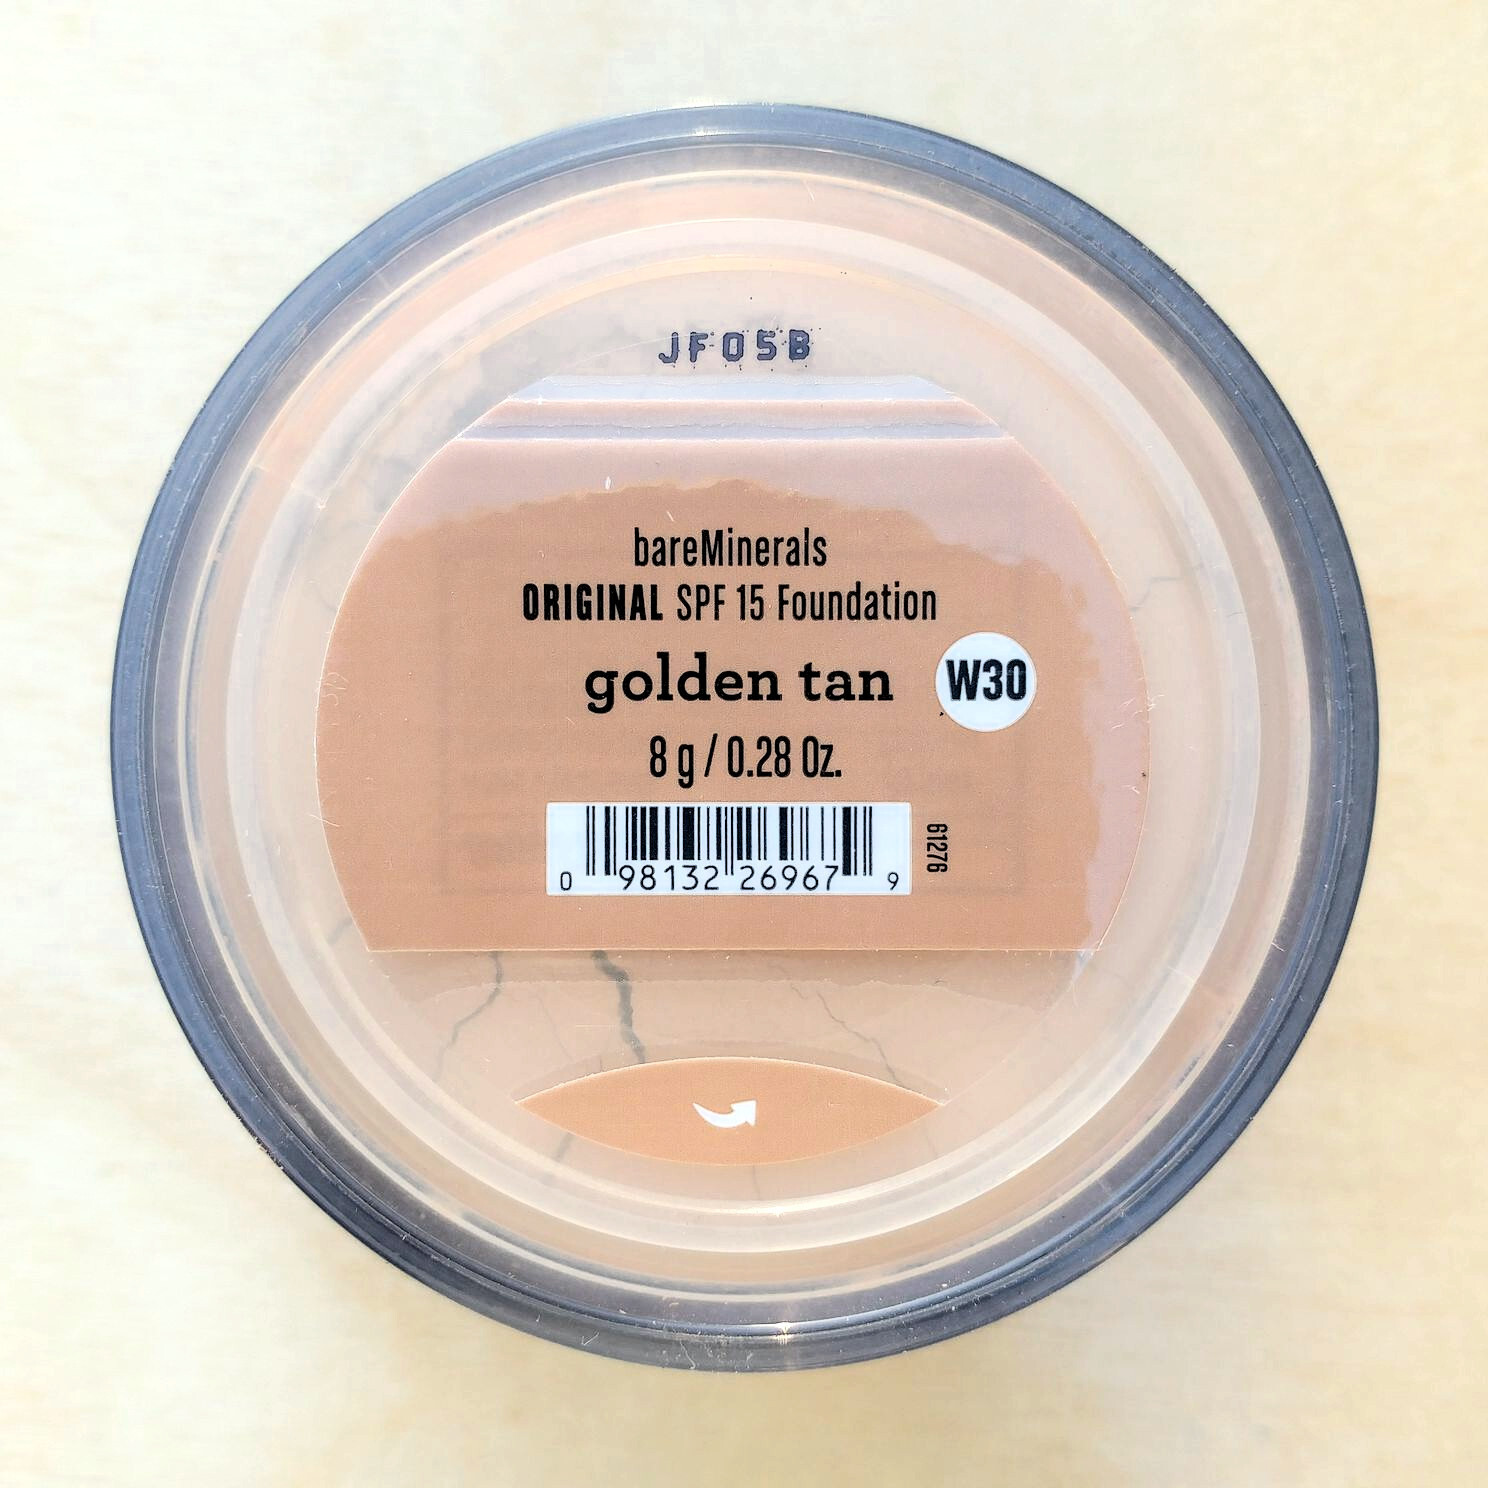 JF05B
bareMinerals
ORIGINAL SPF 15 Foundation
golden tan W30
8 g / 0.28 Oz.
0 98132 26967 9
61276